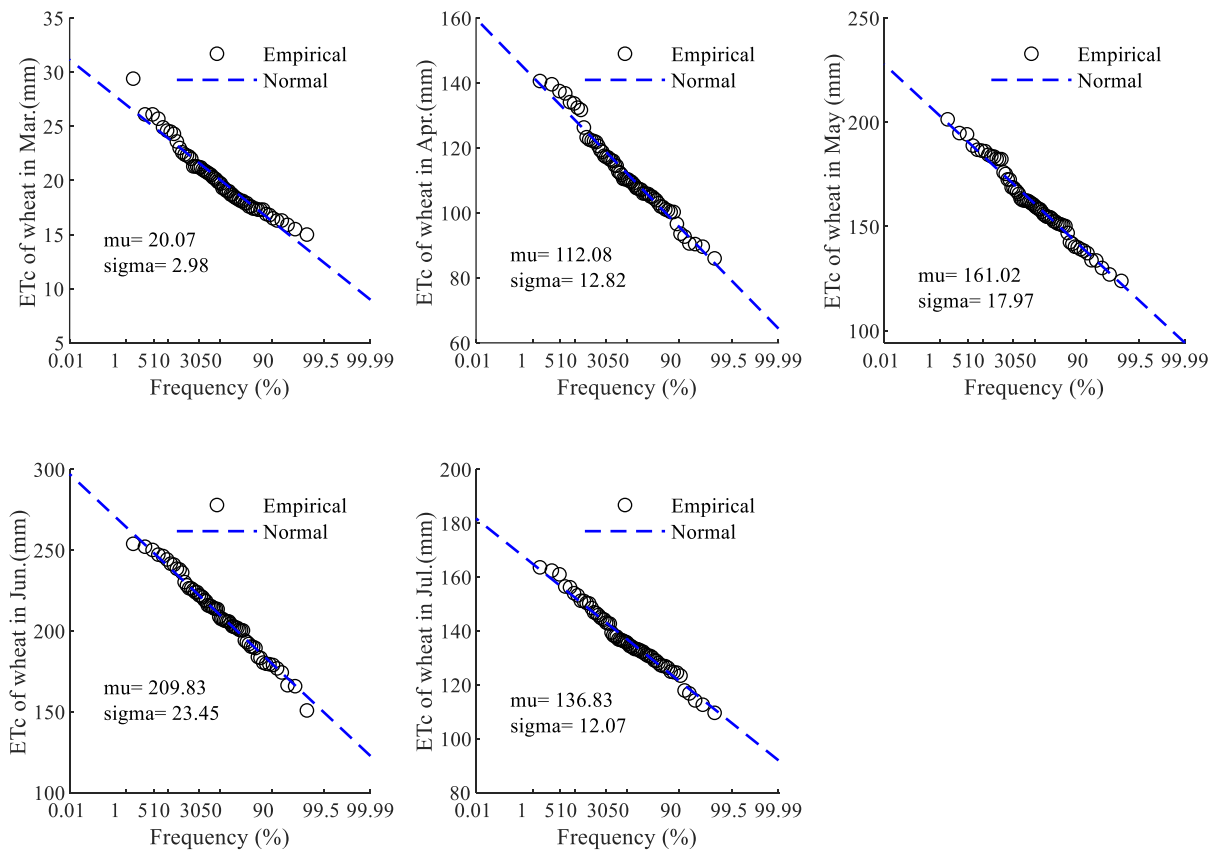 35
30
25
20
15
10
5
ETc of wheat in Mar.(mm)
Empirical
Normal
mu= 20.07
sigma= 2.98
0.01 1 510 3050 90 99.5 99.99
Frequency (%)
160
140
120
100
80
60
ETc of wheat in Apr.(mm)
Empirical
Normal
mu= 112.08
sigma= 12.82
0.01 1 510 3050 90 99.5 99.99
Frequency (%)
250
200
150
100
ETc of wheat in May (mm)
Empirical
Normal
mu= 161.02
sigma= 17.97
0.01 1 510 3050 90 99.5 99.99
Frequency (%)
300
250
200
150
100
ETc of wheat in Jun.(mm)
Empirical
Normal
mu= 209.83
sigma= 23.45
0.01 1 510 3050 90 99.5 99.99
Frequency (%)
200
180
160
140
120
100
80
ETc of wheat in Jul.(mm)
Empirical
Normal
mu= 136.83
sigma= 12.07
0.01 1 510 3050 90 99.5 99.99
Frequency (%)